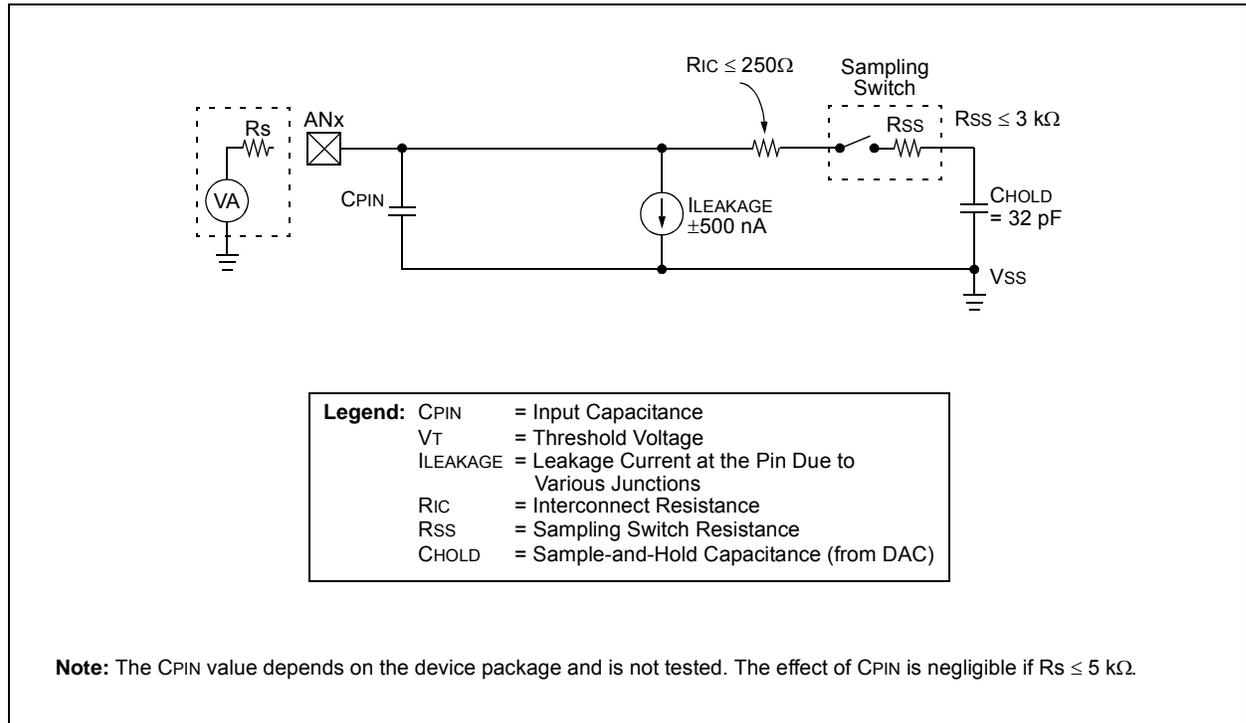 RIC ≤ 250Ω
Sampling
Switch
ANx
Rs
RSS
RSS ≤ 3 kΩ
VA
CPIN
ILEAKAGE
±500 nA
CHOLD
= 32 pF
VSS
Legend: CPIN = Input Capacitance
VT = Threshold Voltage
ILEAKAGE = Leakage Current at the Pin Due to
Various Junctions
RIC = Interconnect Resistance
RSS = Sampling Switch Resistance
CHOLD = Sample-and-Hold Capacitance (from DAC)
Note: The CPIN value depends on the device package and is not tested. The effect of CPIN is negligible if Rs ≤ 5 kΩ.